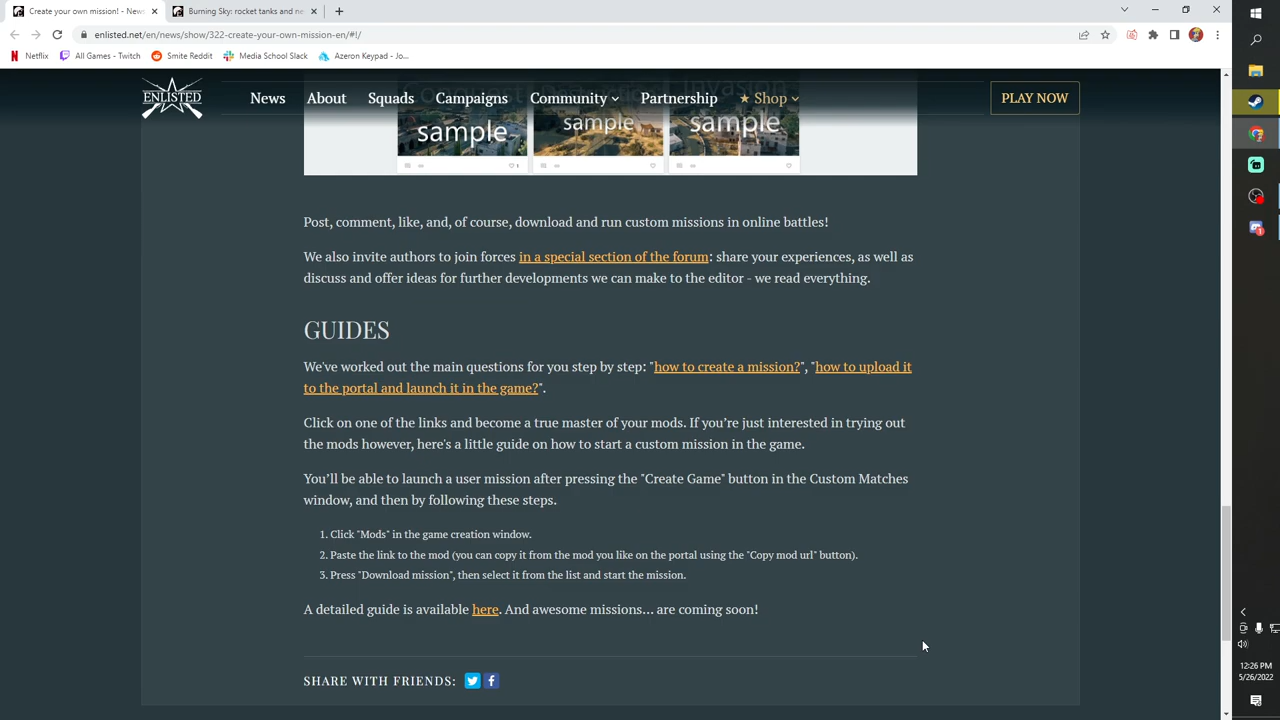 Create your own mission! - News
Burning Sky: rocket tanks and ne
enlisted.net/en/news/show/322-create-your-own-mission-en/#!/
Netflix
All Games - Twitch
Smite Reddit
Media School Slack
Azeron Keypad - Jo...
ENLISTED
News
About
Squads
Campaigns
Community
Partnership
★ Shop
PLAY NOW
sample
sample
sample
Post, comment, like, and, of course, download and run custom missions in online battles!
We also invite authors to join forces in a special section of the forum: share your experiences, as well as
discuss and offer ideas for further developments we can make to the editor - we read everything.
GUIDES
We've worked out the main questions for you step by step: "how to create a mission?", "how to upload it
to the portal and launch it in the game?".
Click on one of the links and become a true master of your mods. If you’re just interested in trying out
the mods however, here's a little guide on how to start a custom mission in the game.
You’ll be able to launch a user mission after pressing the "Create Game" button in the Custom Matches
window, and then by following these steps.
1. Click "Mods" in the game creation window.
2. Paste the link to the mod (you can copy it from the mod you like on the portal using the "Copy mod url" button).
3. Press "Download mission", then select it from the list and start the mission.
A detailed guide is available here. And awesome missions... are coming soon!
SHARE WITH FRIENDS:
12:26 PM
5/26/2022